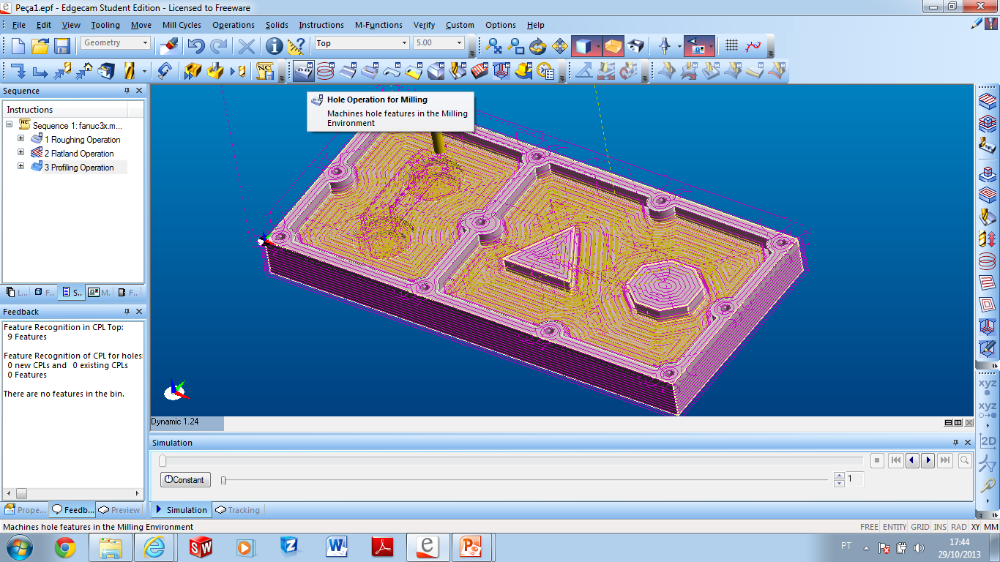 Peça1.epf - Edgecam Student Edition - Licensed to Freeware
File Edit View Tooling Move Mill Cycles Operations Solids Instructions M-Functions Verify Custom Options Help
Geometry Top 5.00
Sequence
Instructions
Sequence 1: fanuc3x.m...
1 Roughing Operation
2 Flatland Operation
3 Profiling Operation
L... F.. S.. M. F..
Hole Operation for Milling
Machines hole features in the Milling
Environment
Feedback
Feature Recognition in CPL Top:
9 Features
Feature Recognition of CPL for holes:
0 new CPLs and 0 existing CPLs
0 Features
There are no features in the bin.
Prope... Feedb... Preview
Dynamic 1.24
Simulation
Constant
1
Simulation Tracking
xyz
xyz
2D
Machines hole features in the Milling Environment
FREE ENTITY GRID INS RAD XY MM
PT
17:44
29/10/2013